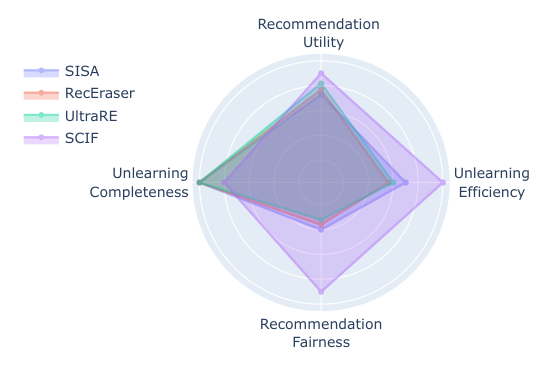 Recommendation
Utility
SISA
RecEraser
UltraRE
SCIF
Unlearning
Completeness
Unlearning
Efficiency
Recommendation
Fairness